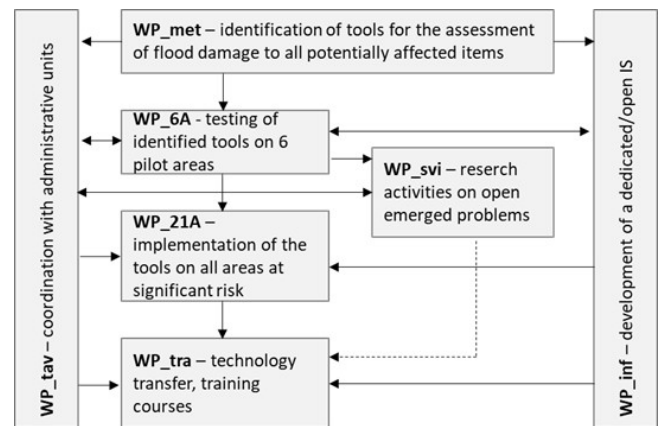 WP_met – identification of tools for the assessment
of flood damage to all potentially affected items
WP_6A - testing of
identified tools on 6
pilot areas
WP_svi – reserch
activities on open
emerged problems
WP_21A –
implementation of the
tools on all areas at
significant risk
WP_tra – technology
transfer, training
courses
WP_tav – coordination with administrative units
WP_inf – development of a dedicated/open IS